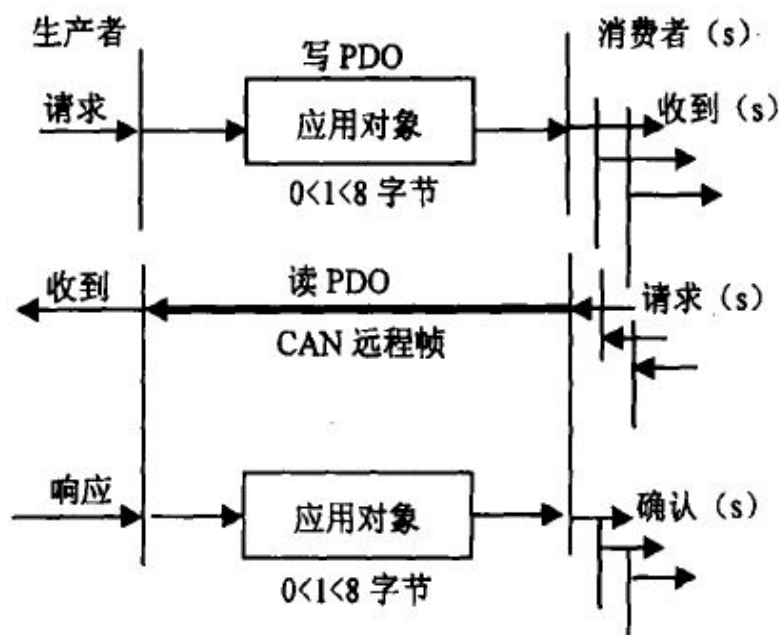 生产者 写 PDO 消费者（s）
请求 应用对象 收到（s）
0<1<8 字节
收到 读 PDO 请求（s）
CAN 远程帧
响应 应用对象 确认（s）
0<1<8 字节